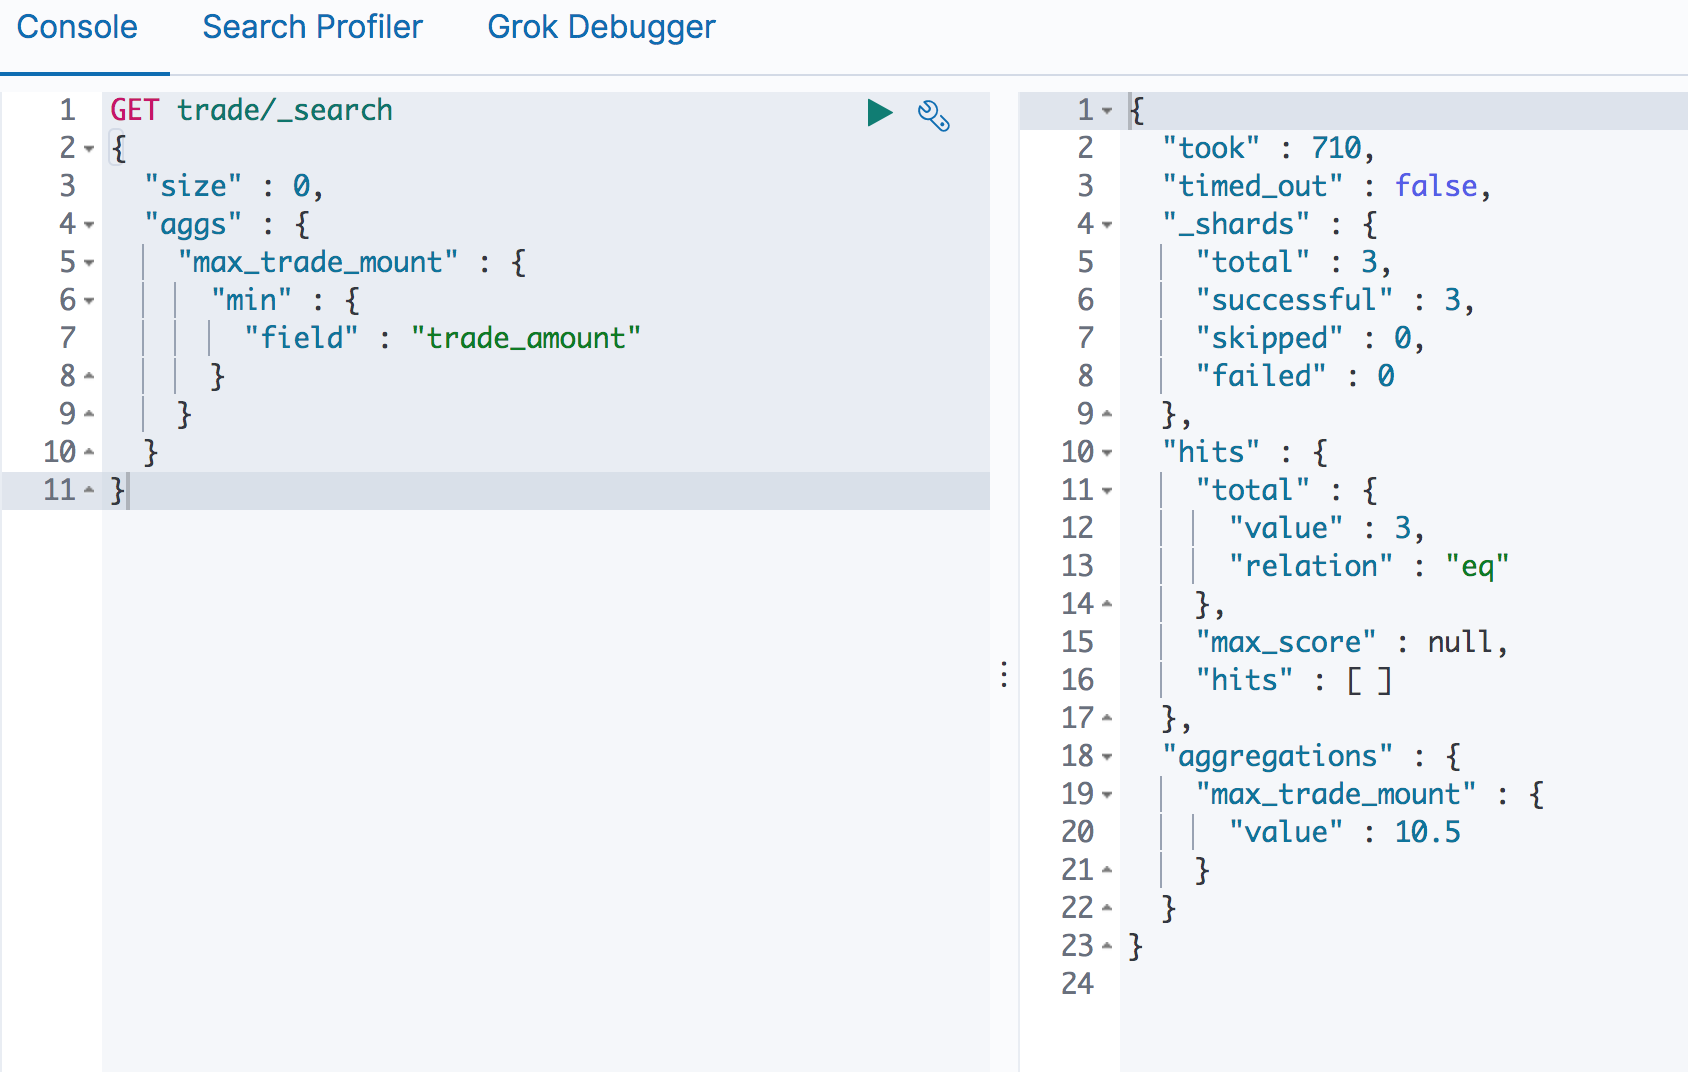 Console Search Profiler Grok Debugger
1 GET trade/_search
2 {
3 "size" : 0,
4 "aggs" : {
5 "max_trade_mount" : {
6 "min" : {
7 "field" : "trade_amount"
8 }
9 }
10 }
11 }
1 {
2 "took" : 710,
3 "timed_out" : false,
4 "_shards" : {
5 "total" : 3,
6 "successful" : 3,
7 "skipped" : 0,
8 "failed" : 0
9 },
10 "hits" : {
11 "total" : {
12 "value" : 3,
13 "relation" : "eq"
14 },
15 "max_score" : null,
16 "hits" : [ ]
17 },
18 "aggregations" : {
19 "max_trade_mount" : {
20 "value" : 10.5
21 }
22 }
23 }
24